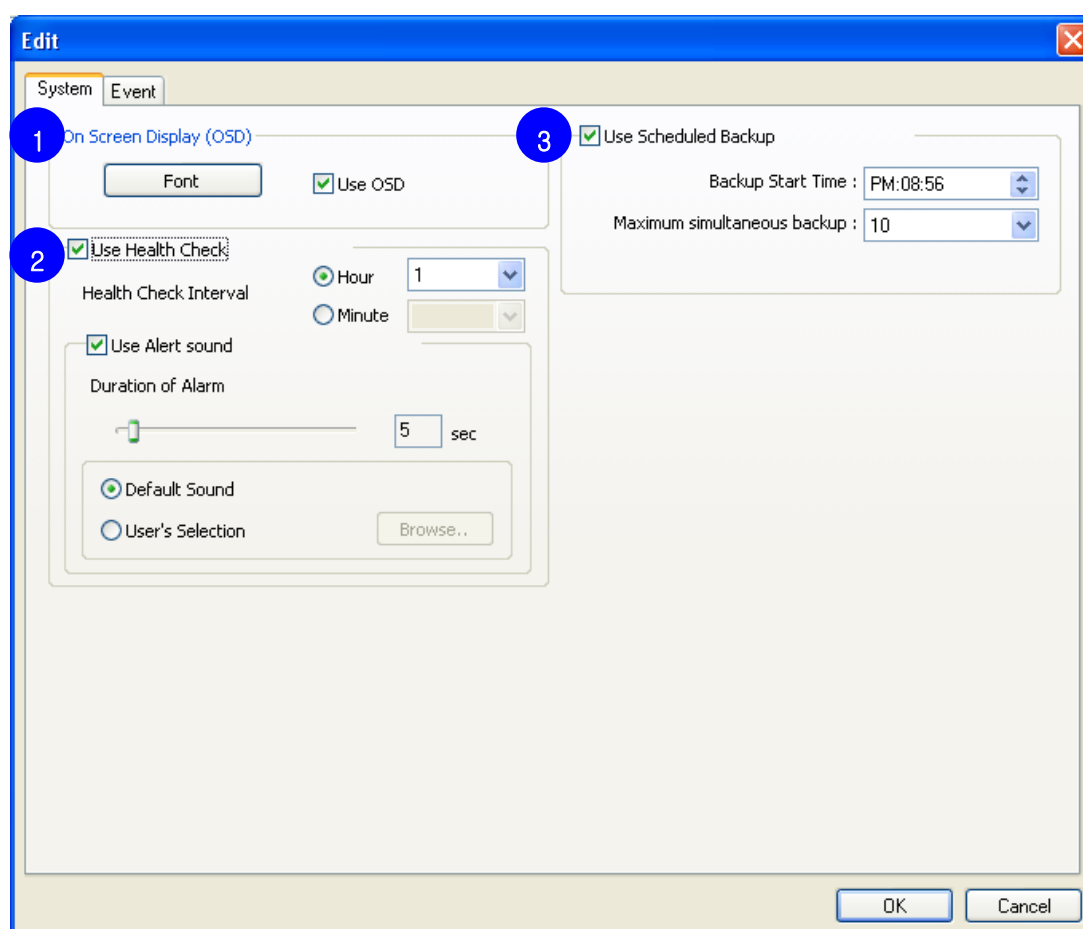 Edit
System Event
1 On Screen Display (OSD)
Font Use OSD
2 Use Health Check
Health Check Interval
Hour 1
Minute
Use Alert sound
Duration of Alarm
5 sec
Default Sound
User's Selection Browse..
3 Use Scheduled Backup
Backup Start Time : PM:08:56
Maximum simultaneous backup : 10
OK Cancel